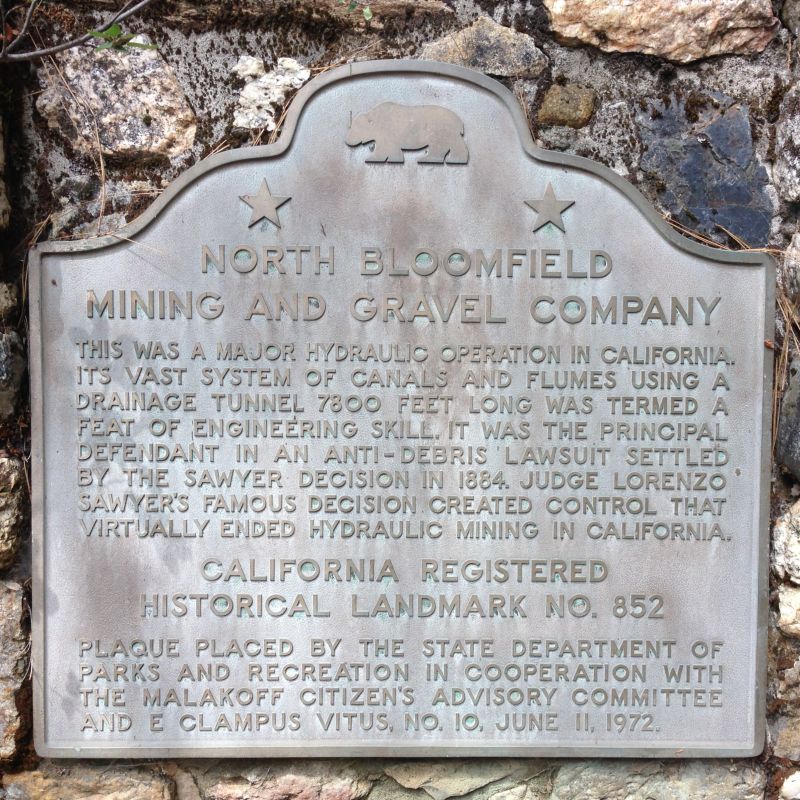 NORTH BLOOMFIELD
MINING AND GRAVEL COMPANY
THIS WAS A MAJOR HYDRAULIC OPERATION IN CALIFORNIA.
ITS VAST SYSTEM OF CANALS AND FLUMES USING A
DRAINAGE TUNNEL 7800 FEET LONG WAS TERMED A
FEAT OF ENGINEERING SKILL. IT WAS THE PRINCIPAL
DEFENDANT IN AN ANTI-DEBRIS LAWSUIT SETTLED
BY THE SAWYER DECISION IN 1884. JUDGE LORENZO
SAWYER'S FAMOUS DECISION CREATED CONTROL THAT
VIRTUALLY ENDED HYDRAULIC MINING IN CALIFORNIA.
CALIFORNIA REGISTERED
HISTORICAL LANDMARK NO. 852
PLAQUE PLACED BY THE STATE DEPARTMENT OF
PARKS AND RECREATION IN COOPERATION WITH
THE MALAKOFF CITIZEN'S ADVISORY COMMITTEE
AND E CLAMPUS VITUS, NO. 10, JUNE 11, 1972.